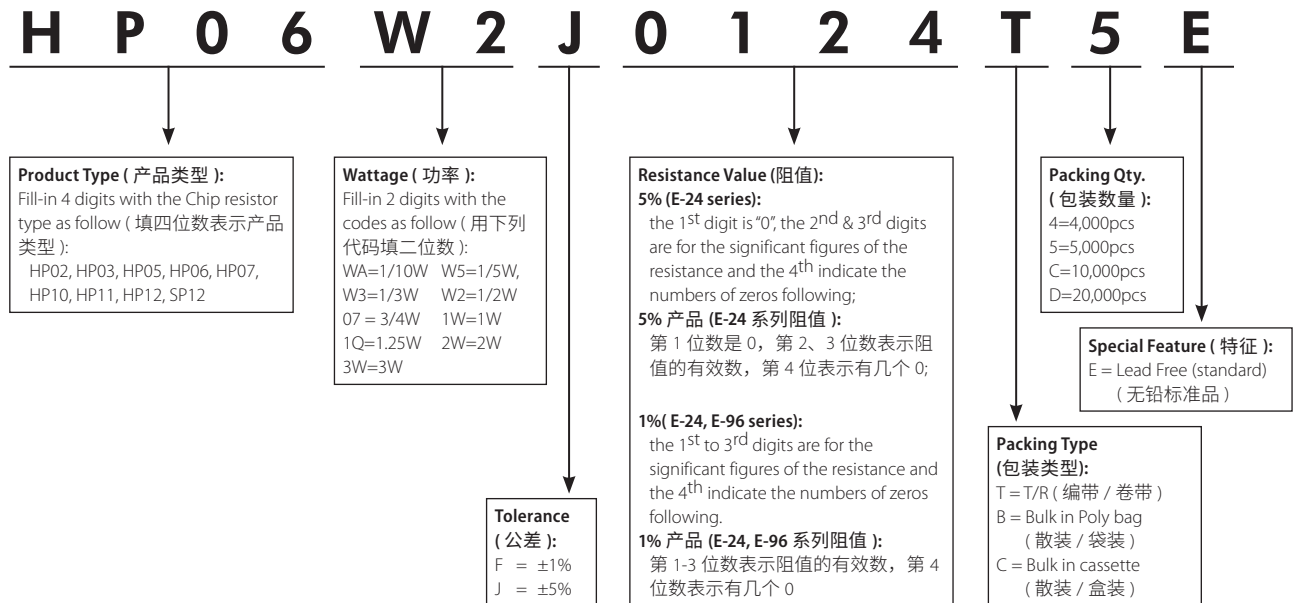 H P 0 6 W 2 J 0 1 2 4 T 5 E
Product Type ( 产品类型 ):
Fill-in 4 digits with the Chip resistor
type as follow ( 填四位数表示产品
类型 ):
HP02, HP03, HP05, HP06, HP07,
HP10, HP11, HP12, SP12
Wattage ( 功率 ):
Fill-in 2 digits with the
codes as follow ( 用下列
代码填二位数 ):
WA=1/10W W5=1/5W,
W3=1/3W W2=1/2W
07 = 3/4W 1W=1W
1Q=1.25W 2W=2W
3W=3W
Tolerance
( 公差 ):
F = ±1%
J = ±5%
Resistance Value (阻值):
5% (E-24 series):
the 1st digit is “0”, the 2nd & 3rd digits
are for the significant figures of the
resistance and the 4th indicate the
numbers of zeros following;
5% 产品 (E-24 系列阻值 ):
第 1 位数是 0，第 2、3 位数表示阻
值的有效数，第 4 位表示有几个 0;
1%( E-24, E-96 series):
the 1st to 3rd digits are for the
significant figures of the resistance and
the 4th indicate the numbers of zeros
following.
1% 产品 (E-24, E-96 系列阻值 ):
第 1-3 位数表示阻值的有效数，第 4
位数表示有几个 0
Packing Type
(包装类型):
T = T/R ( 编带 / 卷带 )
B = Bulk in Poly bag
( 散装 / 袋装 )
C = Bulk in cassette
( 散装 / 盒装 )
Packing Qty.
( 包装数量 ):
4=4,000pcs
5=5,000pcs
C=10,000pcs
D=20,000pcs
Special Feature ( 特征 ):
E = Lead Free (standard)
( 无铅标准品 )